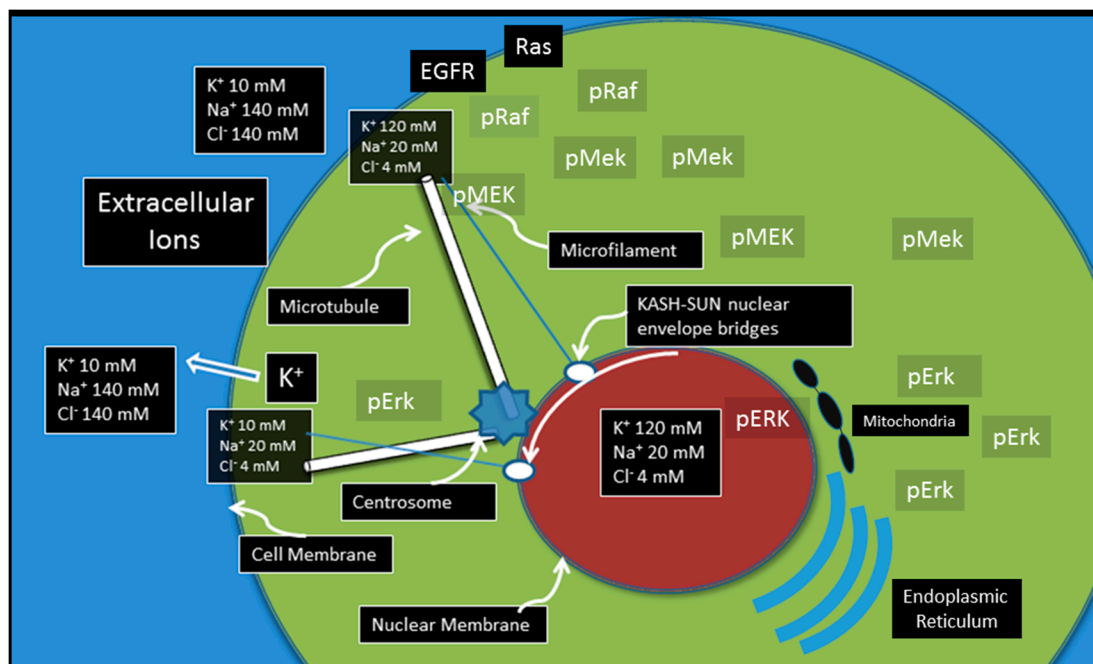 Ras
EGFR
K⁺ 10 mM
Na⁺ 140 mM
Cl⁻ 140 mM
pRaf
pRaf
K⁺ 120 mM
Na⁺ 20 mM
Cl⁻ 4 mM
pMek
pMek
pMEK
Extracellular
Ions
pMEK
pMek
Microfilament
Microtubule
KASH-SUN nuclear
envelope bridges
K⁺ 10 mM
Na⁺ 140 mM
Cl⁻ 140 mM
K⁺
pErk
pErk
pERK
Mitochondria
pErk
K⁺ 10 mM
Na⁺ 20 mM
Cl⁻ 4 mM
K⁺ 120 mM
Na⁺ 20 mM
Cl⁻ 4 mM
pErk
Centrosome
Cell Membrane
Nuclear Membrane
Endoplasmic
Reticulum